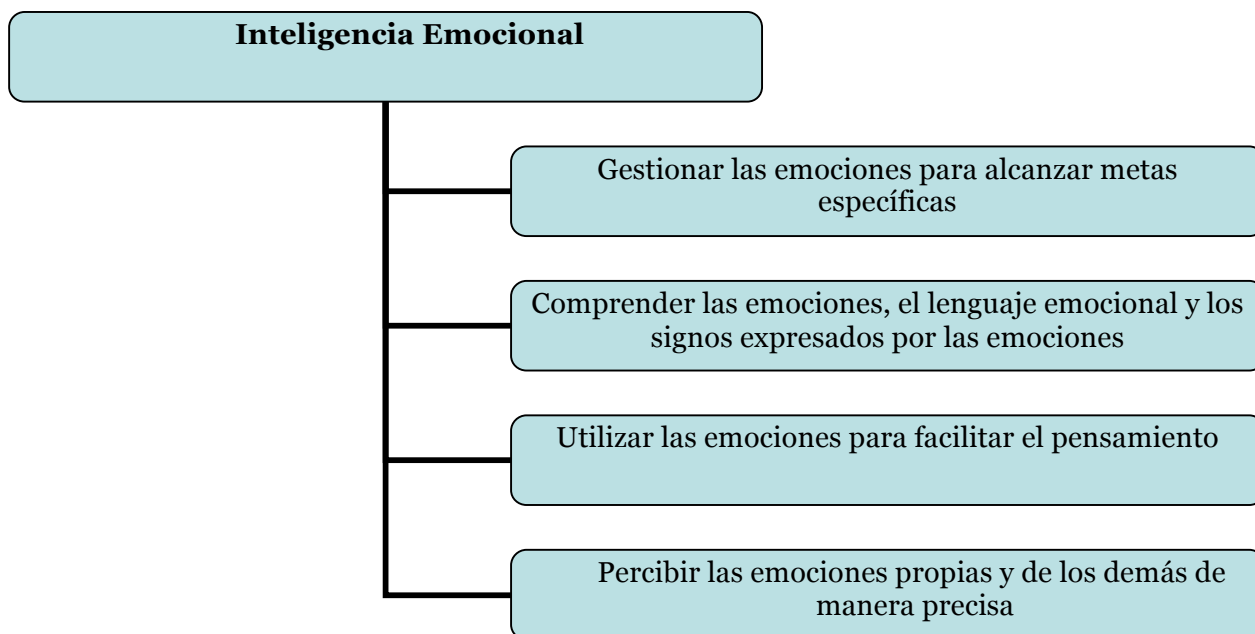 Inteligencia Emocional
Gestionar las emociones para alcanzar metas
específicas
Comprender las emociones, el lenguaje emocional y los
signos expresados por las emociones
Utilizar las emociones para facilitar el pensamiento
Percibir las emociones propias y de los demás de
manera precisa